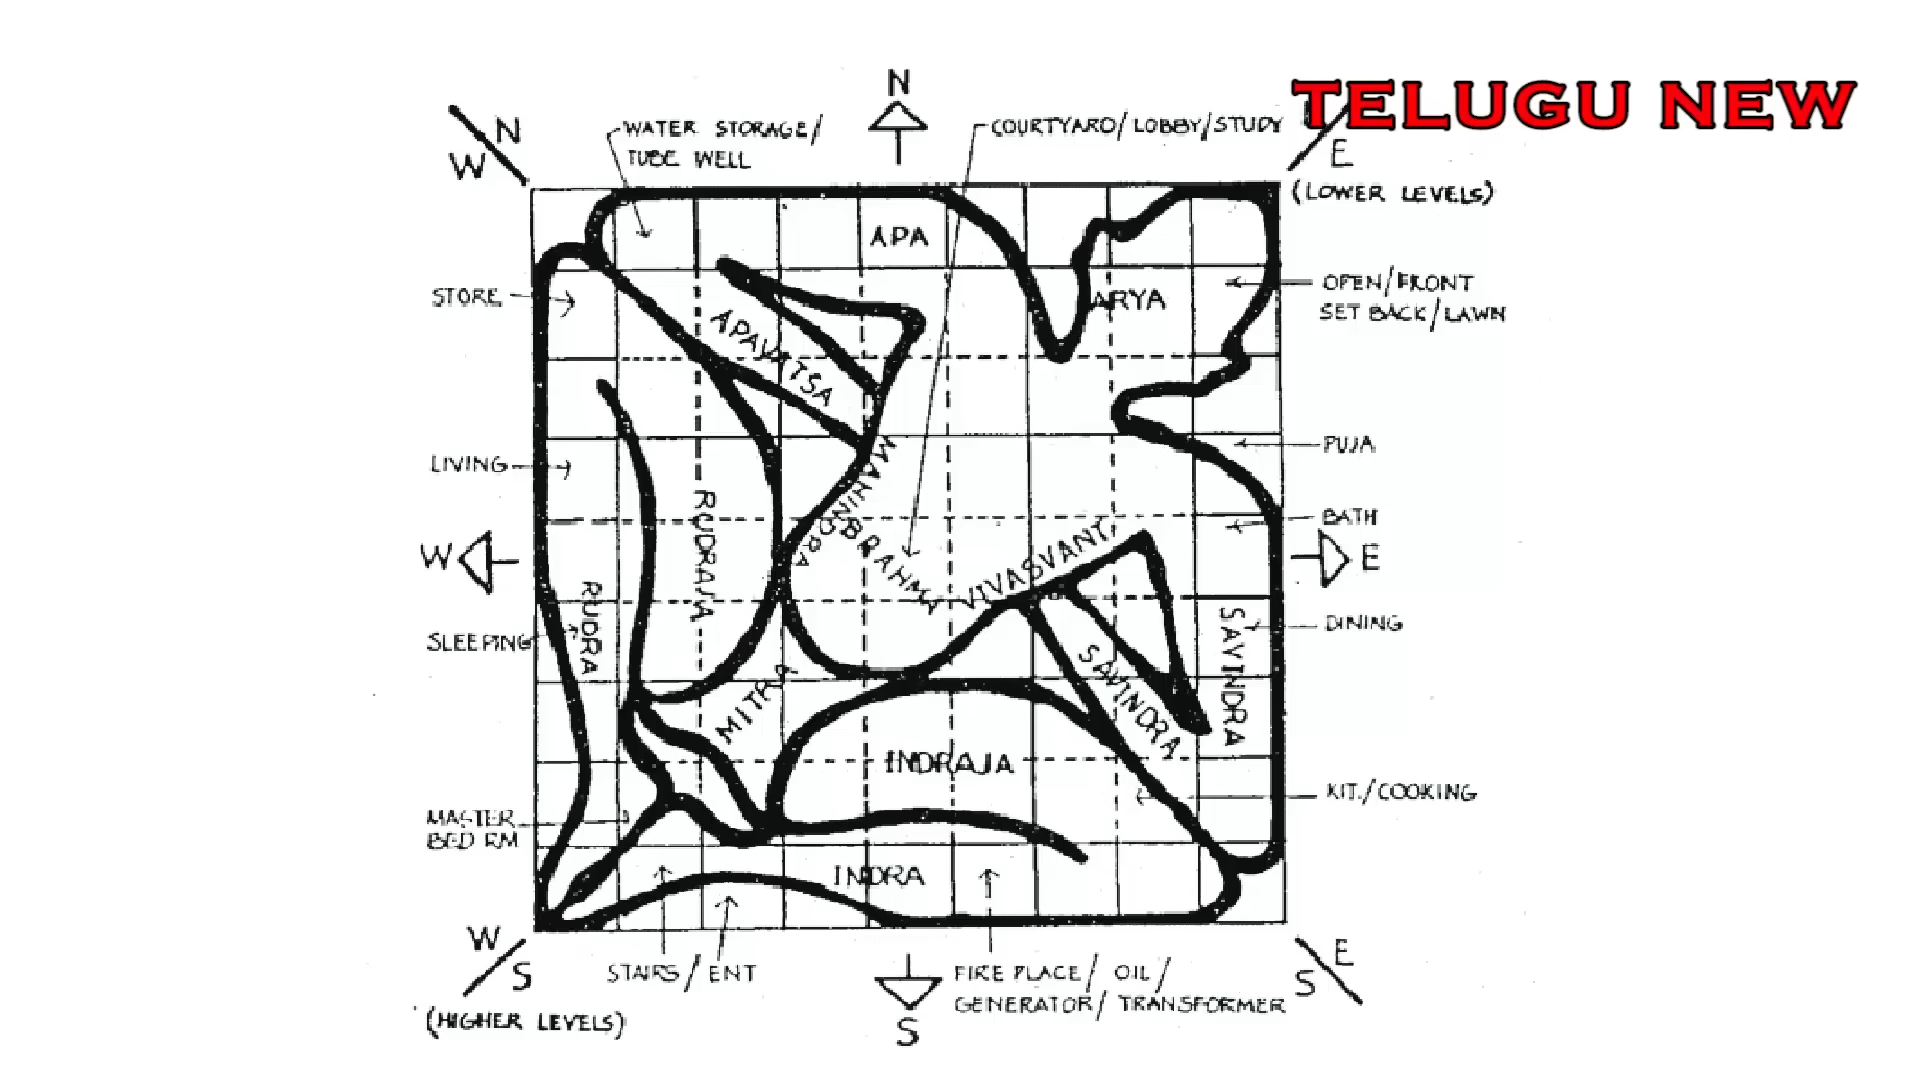 TELUGU NEW
N
N
W
WATER STORAGE/
TUBE WELL
COURTYARD/LOBBY/STUDY
E
(LOWER LEVELS)
APA
STORE
ARYA
OPEN/FRONT
SET BACK/LAWN
APAVATSA
LIVING
PUJA
RUDRAJA
BRAHMA
VIVASVANT
BATH
W
E
RUDRA
SLEEPING
SAVINDRA
DINING
MITRA
SAVINDRA
INDRAJA
KIT./COOKING
MASTER
BED RM
INDRA
W
S
STAIRS/ENT
FIRE PLACE/ OIL/
GENERATOR/ TRANSFORMER
E
S
(HIGHER LEVELS)
S